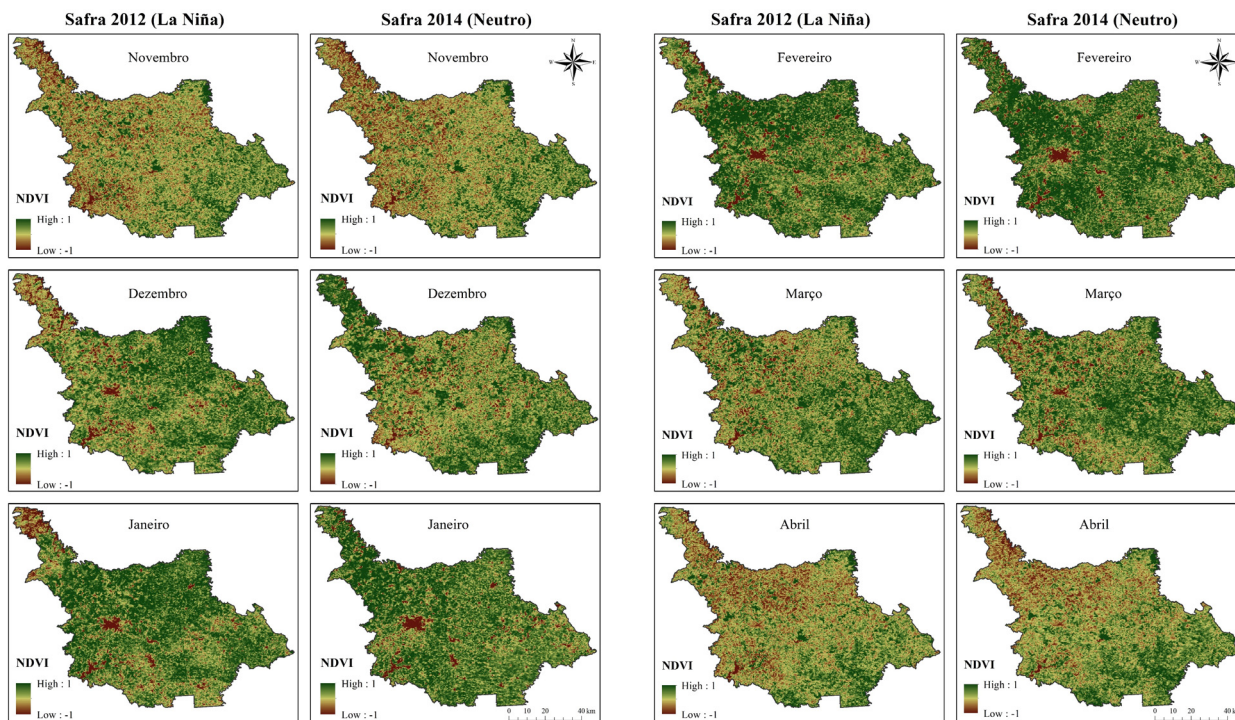 Safra 2012 (La Niña)
Safra 2014 (Neutro)
Safra 2012 (La Niña)
Safra 2014 (Neutro)
Novembro
NDVI
High : 1
Low : -1
Novembro
N
W E
S
NDVI
High : 1
Low : -1
Fevereiro
NDVI
High : 1
Low : -1
Fevereiro
N
W E
S
NDVI
High : 1
Low : -1
Dezembro
NDVI
High : 1
Low : -1
Dezembro
NDVI
High : 1
Low : -1
Março
NDVI
High : 1
Low : -1
Março
NDVI
High : 1
Low : -1
Janeiro
NDVI
High : 1
Low : -1
Janeiro
NDVI
High : 1
Low : -1
0 10 20 40 km
Abril
NDVI
High : 1
Low : -1
Abril
NDVI
High : 1
Low : -1
0 10 20 40 km